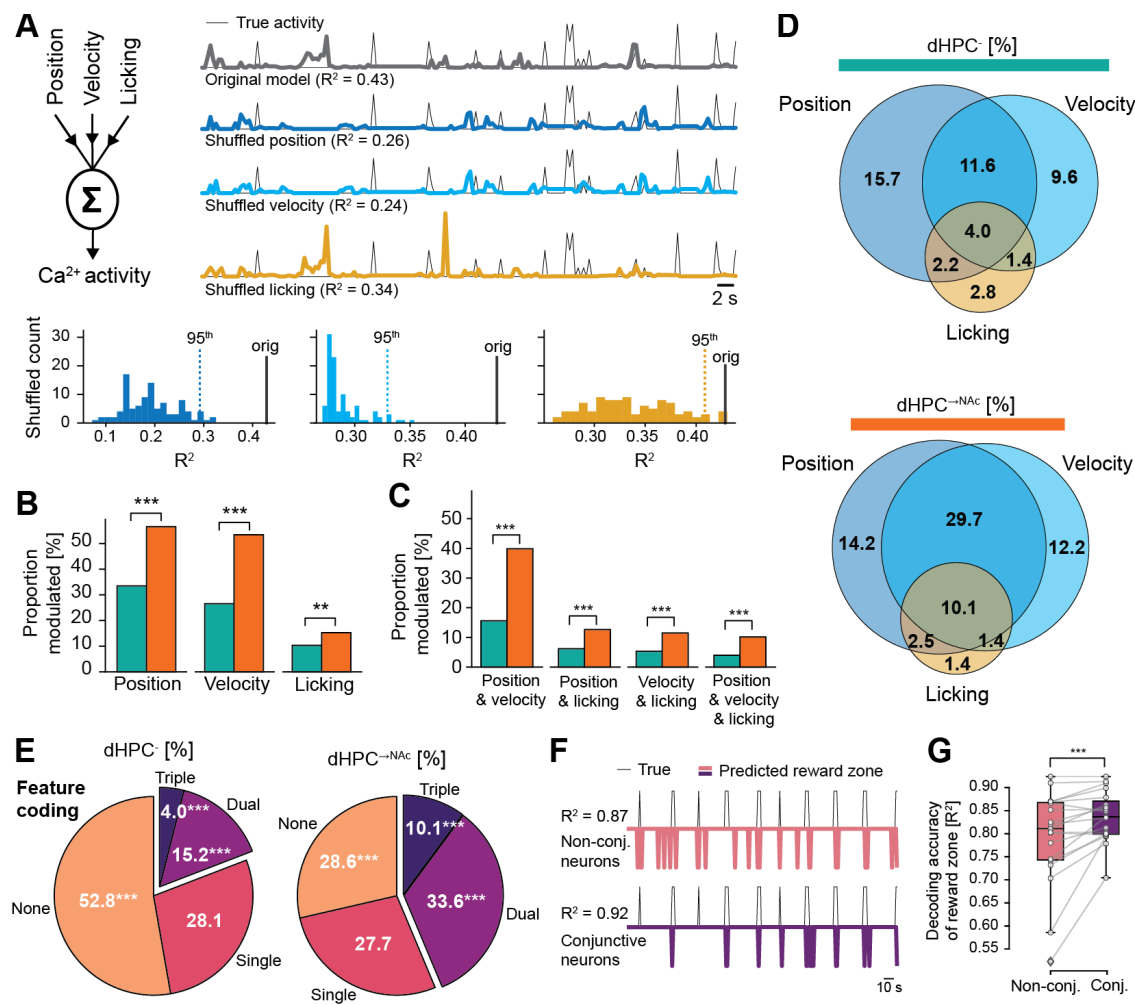 A
Position
Velocity
Licking
Σ
Ca2+ activity
True activity
Original model (R2 = 0.43)
Shuffled position (R2 = 0.26)
Shuffled velocity (R2 = 0.24)
Shuffled licking (R2 = 0.34)
2 s
Shuffled count
30
20
10
0
95th
orig
0.1 0.2 0.3 0.4
R2
95th
orig
0.30 0.35 0.40
R2
95th
orig
0.30 0.35 0.40
R2
B
Proportion
modulated [%]
50
40
30
20
10
0
***
***
**
Position
Velocity
Licking
C
Proportion
modulated [%]
50
40
30
20
10
0
***
***
***
***
Position
& velocity
Position
& licking
Velocity
& licking
Position
& velocity
& licking
D
dHPC- [%]
Position
Velocity
15.7
11.6
9.6
4.0
2.2
1.4
2.8
Licking
dHPC→NAc [%]
Position
Velocity
14.2
29.7
12.2
10.1
2.5
1.4
1.4
Licking
E
Feature
coding
dHPC- [%]
Triple
4.0***
Dual
15.2***
None
52.8***
28.1
Single
dHPC→NAc [%]
Triple
10.1***
None
28.6***
33.6***
Dual
27.7
Single
F
True
Predicted reward zone
R2 = 0.87
Non-conj.
neurons
R2 = 0.92
Conjunctive
neurons
10 s
G
Decoding accuracy
of reward zone [R2]
***
0.90
0.85
0.80
0.75
0.70
0.65
0.60
0.55
Non-conj.
Conj.